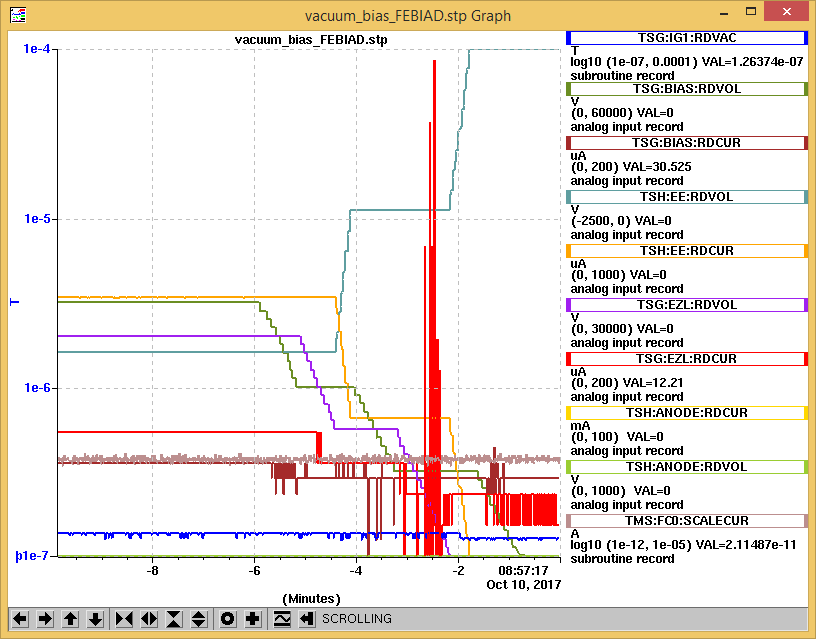 vacuum_bias_FEBIAD.stp Graph
vacuum_bias_FEBIAD.stp
1e-4
1e-5
T
1e-6
1e-7
-8
-6
-4
-2
08:57:17
Oct 10, 2017
(Minutes)
TSG:IG1:RDVAC
T
log10 (1e-07, 0.0001) VAL=1.26374e-07
subroutine record
TSG:BIAS:RDVOL
V
(0, 60000) VAL=0
analog input record
TSG:BIAS:RDCUR
uA
(0, 200) VAL=30.525
analog input record
TSH:EE:RDVOL
V
(-2500, 0) VAL=0
analog input record
TSH:EE:RDCUR
uA
(0, 1000) VAL=0
analog input record
TSG:EZL:RDVOL
V
(0, 30000) VAL=0
analog input record
TSG:EZL:RDCUR
uA
(0, 200) VAL=12.21
analog input record
TSH:ANODE:RDCUR
mA
(0, 100) VAL=0
analog input record
TSH:ANODE:RDVOL
V
(0, 1000) VAL=0
analog input record
TMS:FC0:SCALECUR
A
log10 (1e-12, 1e-05) VAL=2.11487e-11
subroutine record
SCROLLING